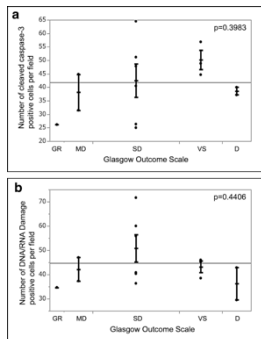 a
p=0.3983
Number of cleaved caspase-3
positive cells per field
65
60
55
50
45
40
35
30
25
GR MD SD VS D
Glasgow Outcome Scale
b
p=0.4406
Number of DNA/RNA Damage
positive cells per field
70
60
50
40
30
GR MD SD VS D
Glasgow Outcome Scale